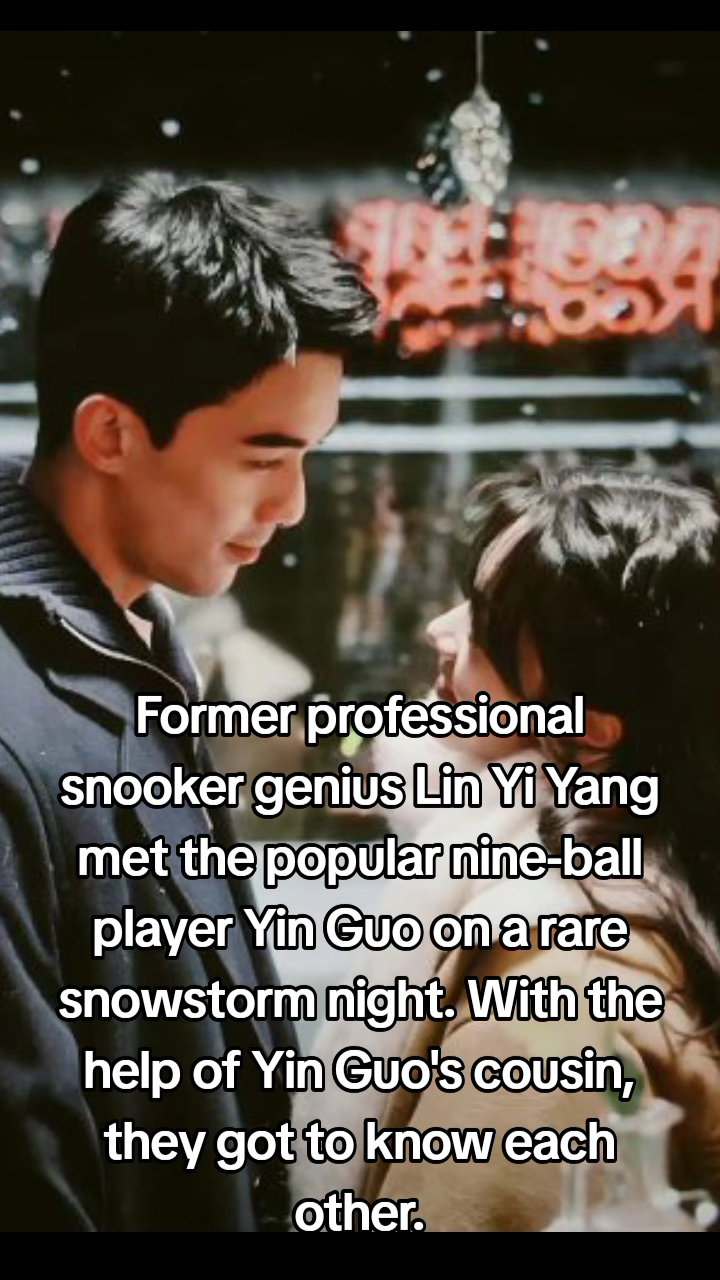 Former professional
snooker genius Lin Yi Yang
met the popular nine-ball
player Yin Guo on a rare
snowstorm night. With the
help of Yin Guo's cousin,
they got to know each
other.